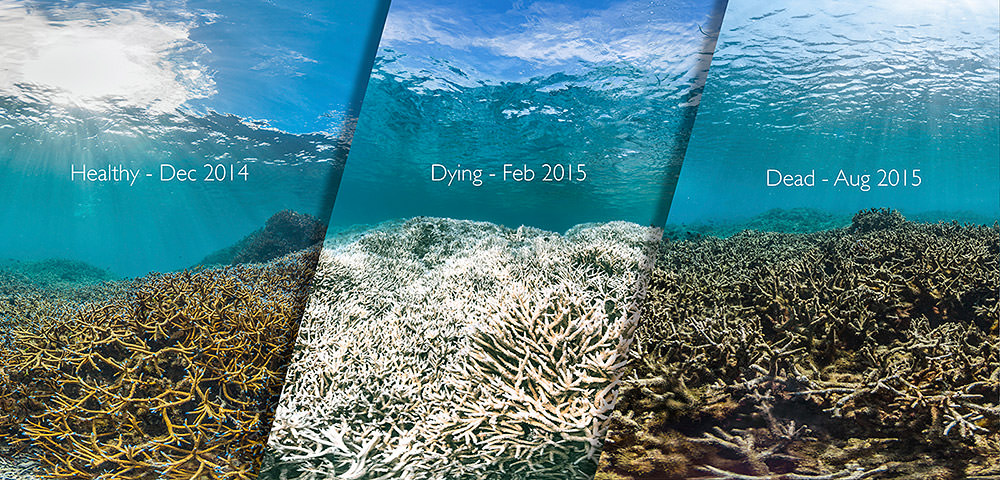 Healthy - Dec 2014
Dying - Feb 2015
Dead - Aug 2015